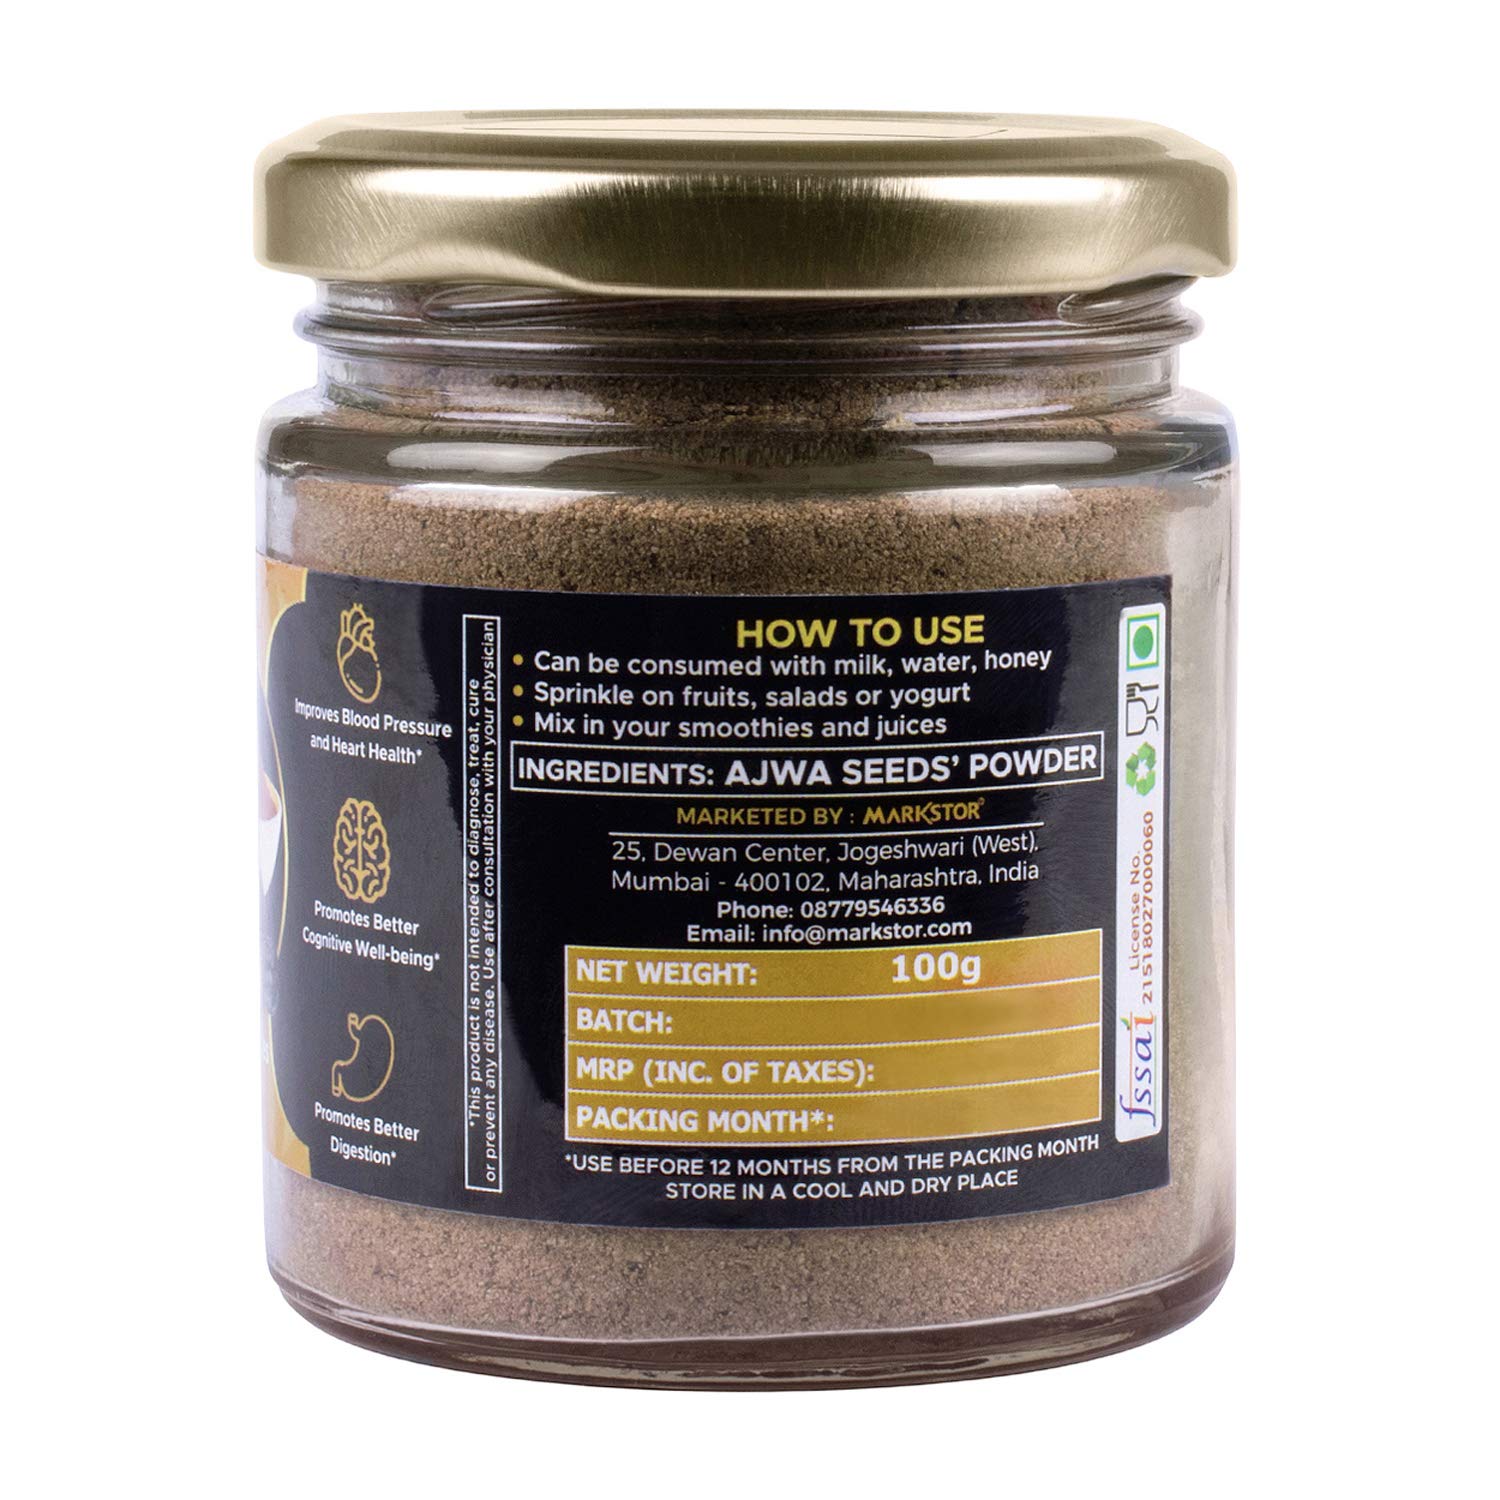 Improves Blood Pressure
and Heart Health*
Promotes Better
Cognitive Well-being*
Promotes Better
Digestion*
*This product is not intended to diagnose, treat, cure
or prevent any disease. Use after consultation with your physician
HOW TO USE
• Can be consumed with milk, water, honey
• Sprinkle on fruits, salads or yogurt
• Mix in your smoothies and juices
INGREDIENTS: AJWA SEEDS' POWDER
MARKETED BY : MARKSTOR
25, Dewan Center, Jogeshwari (West),
Mumbai - 400102, Maharashtra, India
Phone: 08779546336
Email: info@markstor.com
NET WEIGHT: 100g
BATCH:
MRP (INC. OF TAXES):
PACKING MONTH*:
*USE BEFORE 12 MONTHS FROM THE PACKING MONTH
STORE IN A COOL AND DRY PLACE
fssai
License No.
21518027000060